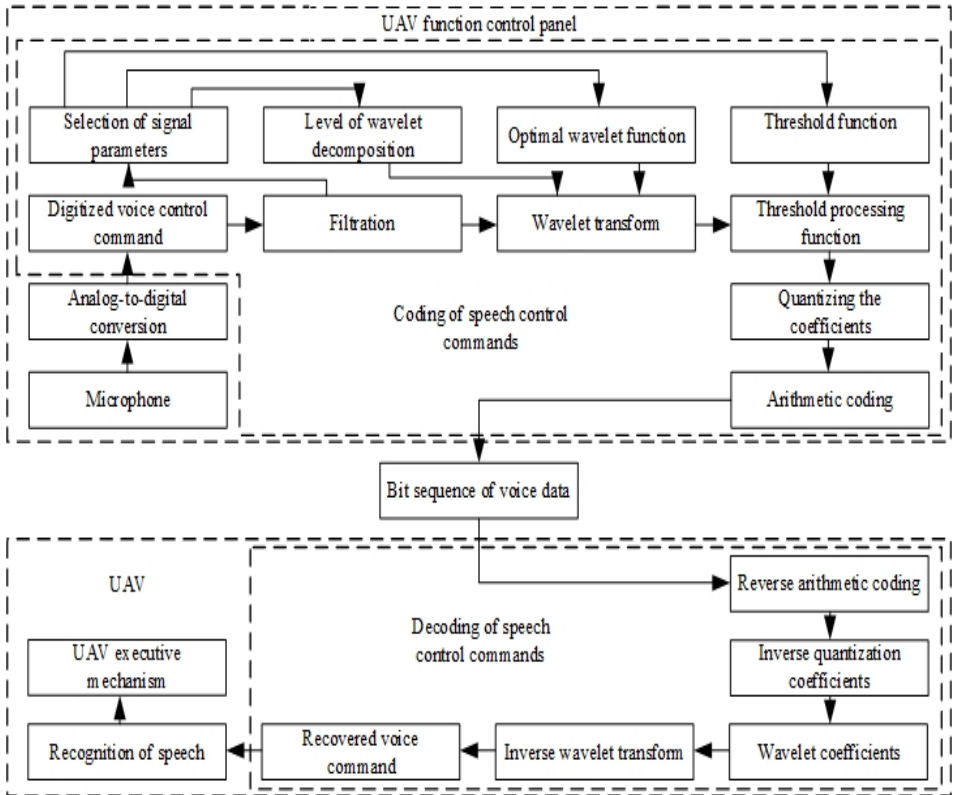 UAV function control panel
Selection of signal
parameters
Level of wavelet
decomposition
Optimal wavelet function
Threshold function
Digitized voice control
command
Filtration
Wavelet transform
Threshold processing
function
Analog-to-digital
conversion
Coding of speech control
commands
Quantizing the
coefficients
Microphone
Arithmetic coding
Bit sequence of voice data
UAV
Decoding of speech
control commands
Reverse arithmetic coding
UAV executive
mechanism
Inverse quantization
coefficients
Recognition of speech
Recovered voice
command
Inverse wavelet transform
Wavelet coefficients